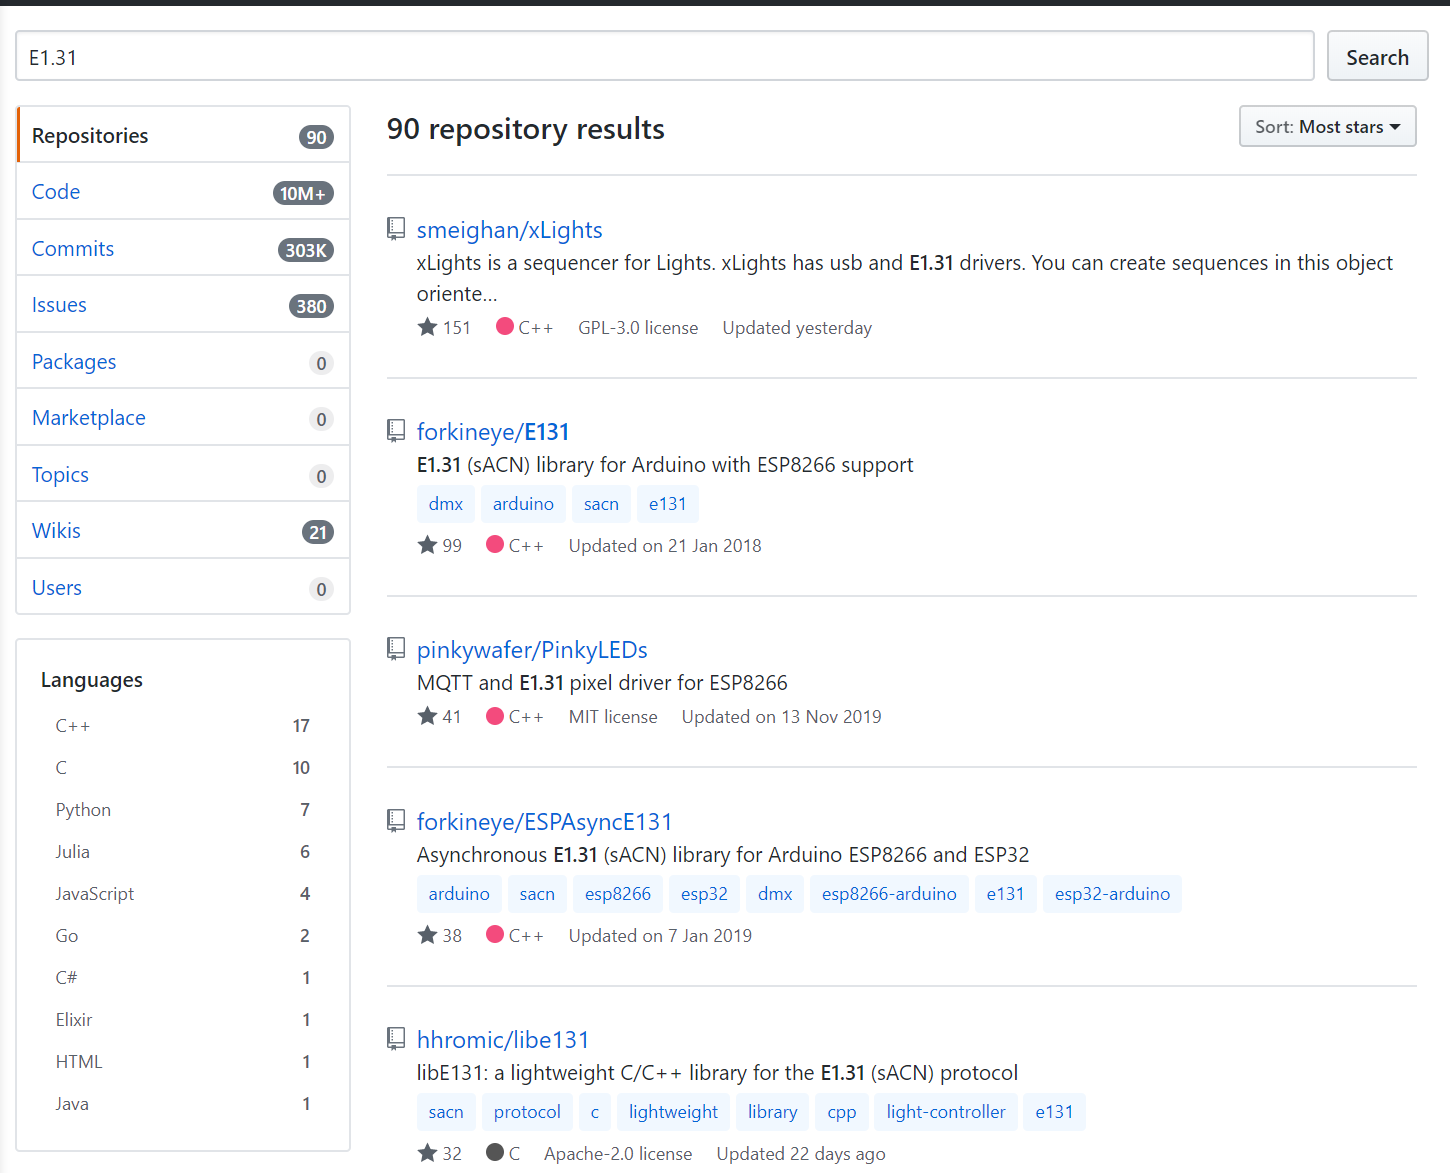 E1.31
Search
Repositories 90
Code 10M+
Commits 303K
Issues 380
Packages 0
Marketplace 0
Topics 0
Wikis 21
Users 0
Languages
C++ 17
C 10
Python 7
Julia 6
JavaScript 4
Go 2
C# 1
Elixir 1
HTML 1
Java 1
90 repository results
Sort: Most stars
smeighan/xLights
xLights is a sequencer for Lights. xLights has usb and E1.31 drivers. You can create sequences in this object
oriente...
151 C++ GPL-3.0 license Updated yesterday
forkineye/E131
E1.31 (sACN) library for Arduino with ESP8266 support
dmx arduino sacn e131
99 C++ Updated on 21 Jan 2018
pinkywafer/PinkyLEDs
MQTT and E1.31 pixel driver for ESP8266
41 C++ MIT license Updated on 13 Nov 2019
forkineye/ESPAsyncE131
Asynchronous E1.31 (sACN) library for Arduino ESP8266 and ESP32
arduino sacn esp8266 esp32 dmx esp8266-arduino e131 esp32-arduino
38 C++ Updated on 7 Jan 2019
hhromic/libe131
libE131: a lightweight C/C++ library for the E1.31 (sACN) protocol
sacn protocol c lightweight library cpp light-controller e131
32 C Apache-2.0 license Updated 22 days ago